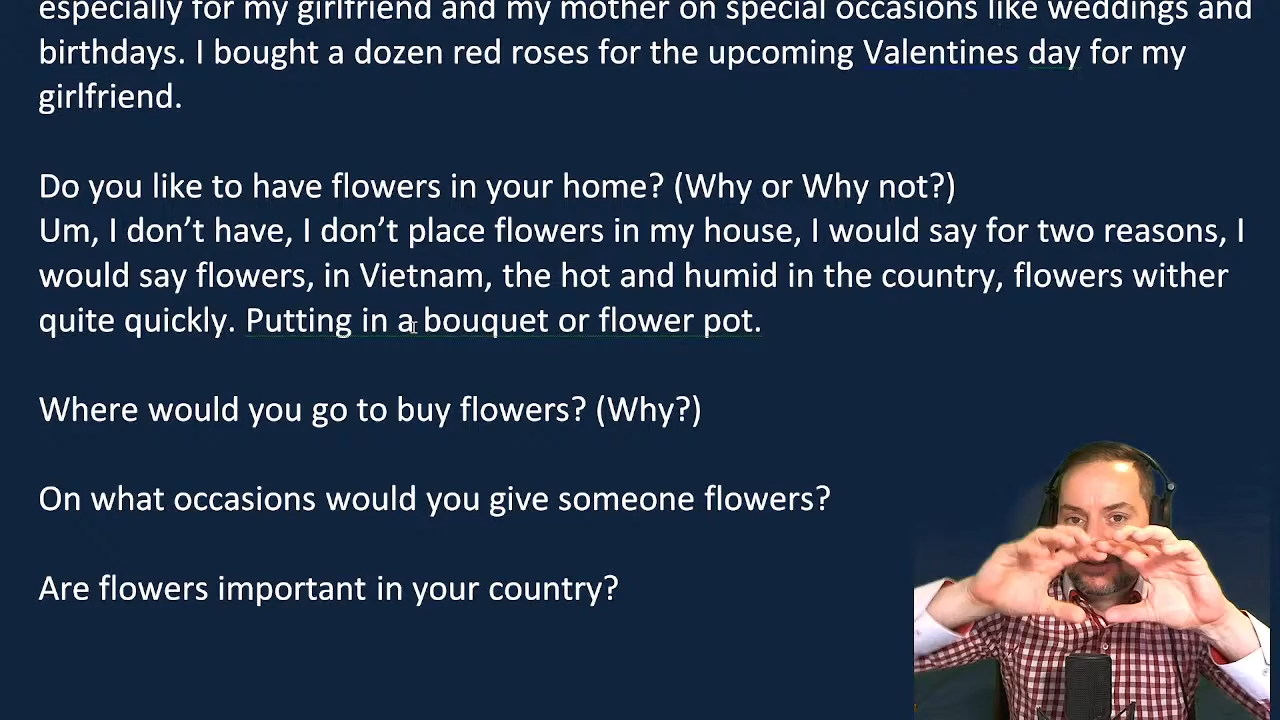 especially for my girlfriend and my mother on special occasions like weddings and
birthdays. I bought a dozen red roses for the upcoming Valentines day for my
girlfriend.
Do you like to have flowers in your home? (Why or Why not?)
Um, I don’t have, I don’t place flowers in my house, I would say for two reasons, I
would say flowers, in Vietnam, the hot and humid in the country, flowers wither
quite quickly. Putting in a bouquet or flower pot.
Where would you go to buy flowers? (Why?)
On what occasions would you give someone flowers?
Are flowers important in your country?